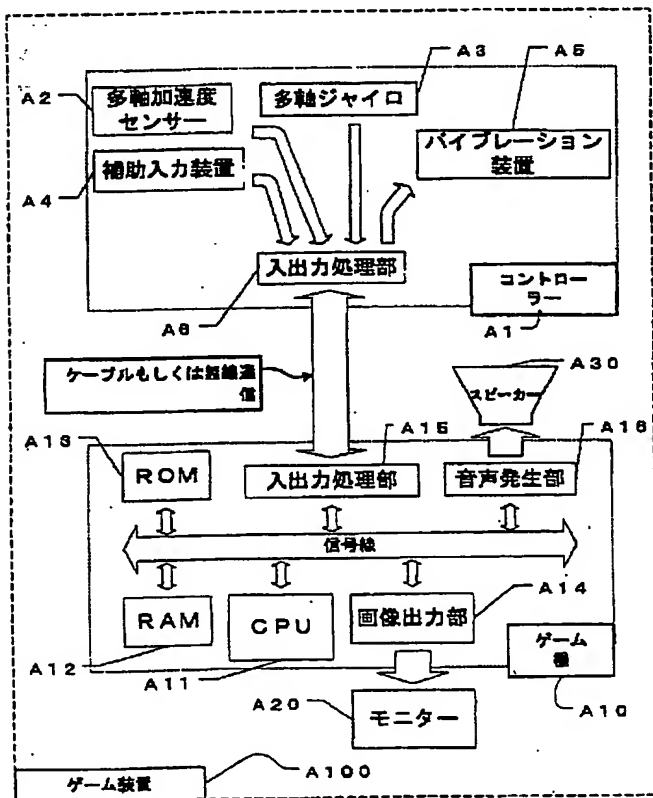 A3
A5
A2
多軸加速度
センサー
多軸ジャイロ
バイブレーション
装置
補助入力装置
A4
入出力処理部
A6
コントロー
ラー
A1
ケーブルもしくは無線通
信
A30
スピーカー
A13
A15
A16
ROM
入出力処理部
音声発生部
信号線
A14
RAM
CPU
画像出力部
A12
A11
ゲーム
機
A10
A20
モニター
A100
ゲーム装置